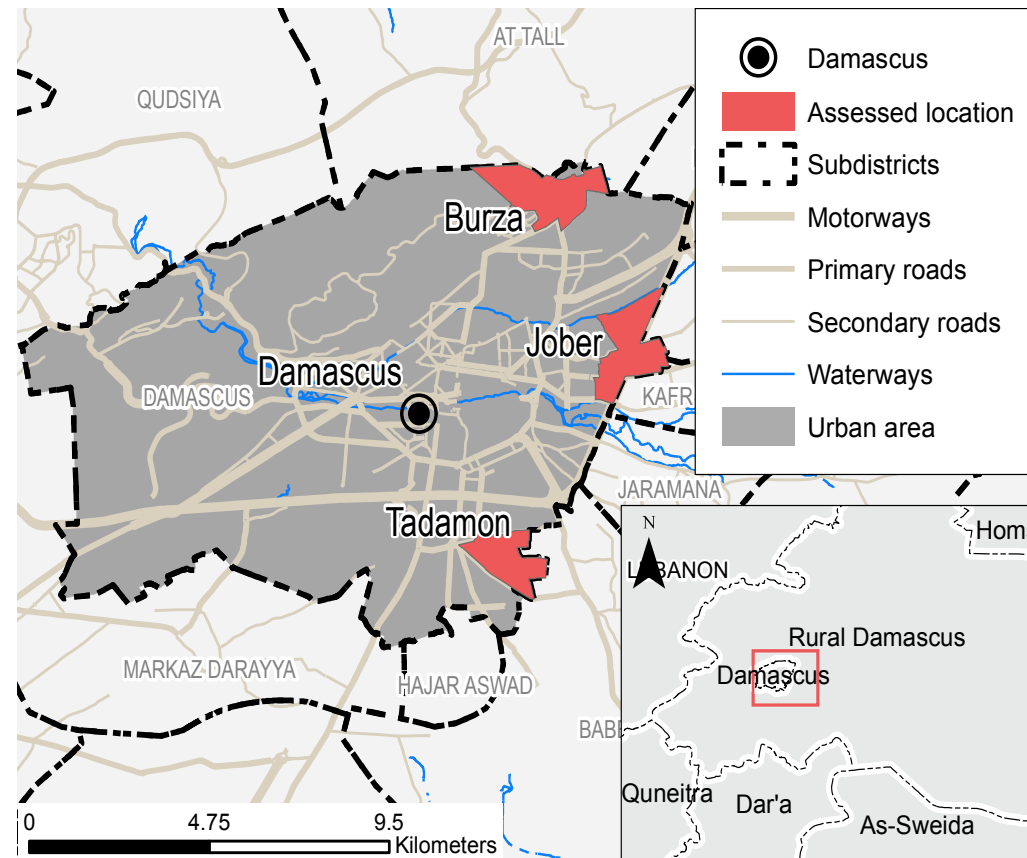 AT TALL
QUDSIYA
Burza
Jober
Damascus
DAMASCUS
KAFR
JARAMANA
Tadamon
MARKAZ DARAYYA
HAJAR ASWAD
0 4.75 9.5
Kilometers
Damascus
Assessed location
Subdistricts
Motorways
Primary roads
Secondary roads
Waterways
Urban area
N
LEBANON
Rural Damascus
Damascus
Quneitra
Dar'a
As-Sweida